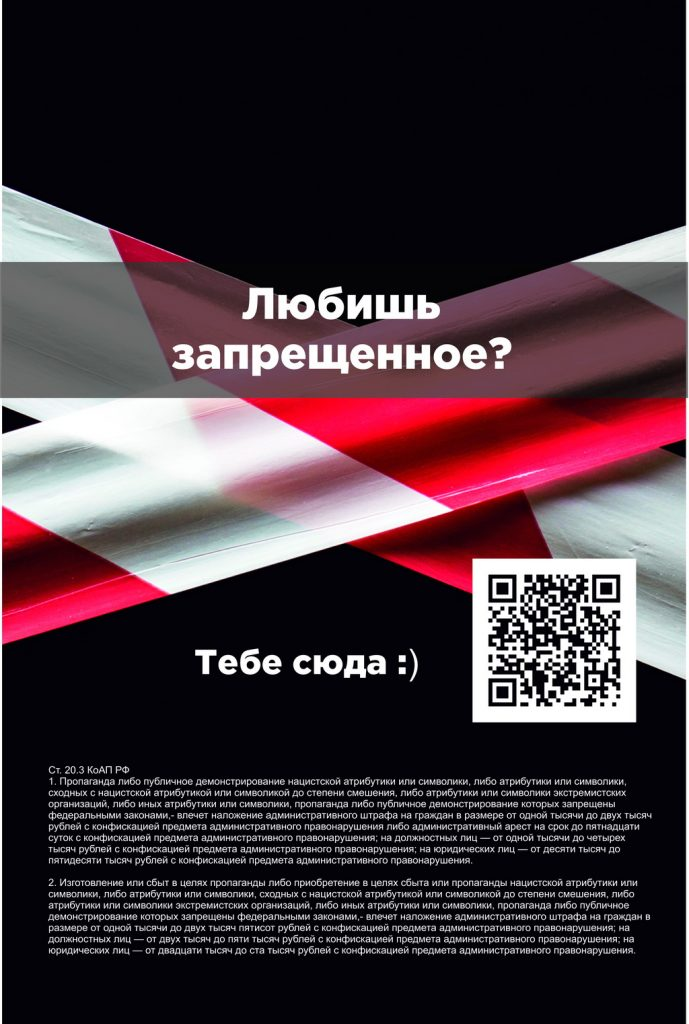 Любишь
запрещенное?
Тебе сюда :)
Ст. 20.3 КоАП РФ
1. Пропаганда либо публичное демонстрирование нацистской атрибутики или символики, либо атрибутики или символики,
сходных с нацистской атрибутикой или символикой до степени смешения, либо атрибутики или символики экстремистских
организаций, либо иных атрибутики или символики, пропаганда либо публичное демонстрирование которых запрещены
федеральными законами,- влечет наложение административного штрафа на граждан в размере от одной тысячи до двух тысяч
рублей с конфискацией предмета административного правонарушения либо административный арест на срок до пятнадцати
суток с конфискацией предмета административного правонарушения; на должностных лиц — от одной тысячи до четырех
тысяч рублей с конфискацией предмета административного правонарушения; на юридических лиц — от десяти тысяч до
пятидесяти тысяч рублей с конфискацией предмета административного правонарушения.
2. Изготовление или сбыт в целях пропаганды либо приобретение в целях сбыта или пропаганды нацистской атрибутики или
символики, или атрибутики или символики, сходных с нацистской атрибутикой или символикой до степени смешения, либо
атрибутики или символики экстремистских организаций, либо иных атрибутики или символики, пропаганда либо публичное
демонстрирование которых запрещены федеральными законами,- влечет наложение административного штрафа на граждан в
размере от одной тысячи до двух тысяч пятисот рублей с конфискацией предмета административного правонарушения; на
должностных лиц — от двух тысяч до пяти тысяч рублей с конфискацией предмета административного правонарушения; на
юридических лиц — от двадцати тысяч до ста тысяч рублей с конфискацией предмета административного правонарушения.